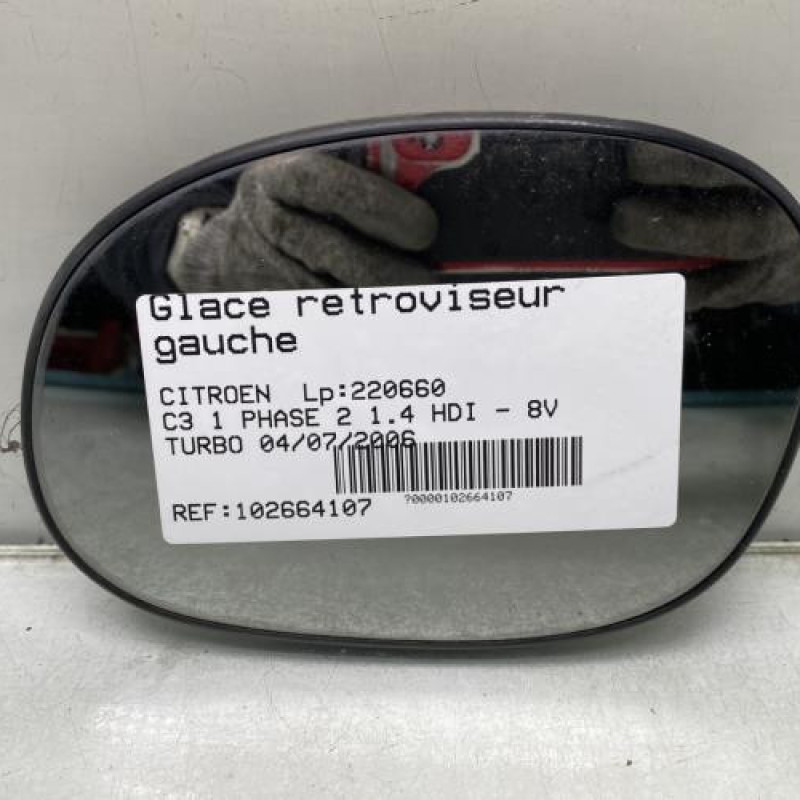 Glace retroviseur
gauche
CITROEN Lp:220660
C3 1 PHASE 2 1.4 HDI - 8V
TURBO 04/07/2006
REF:102664107
?0000102664107